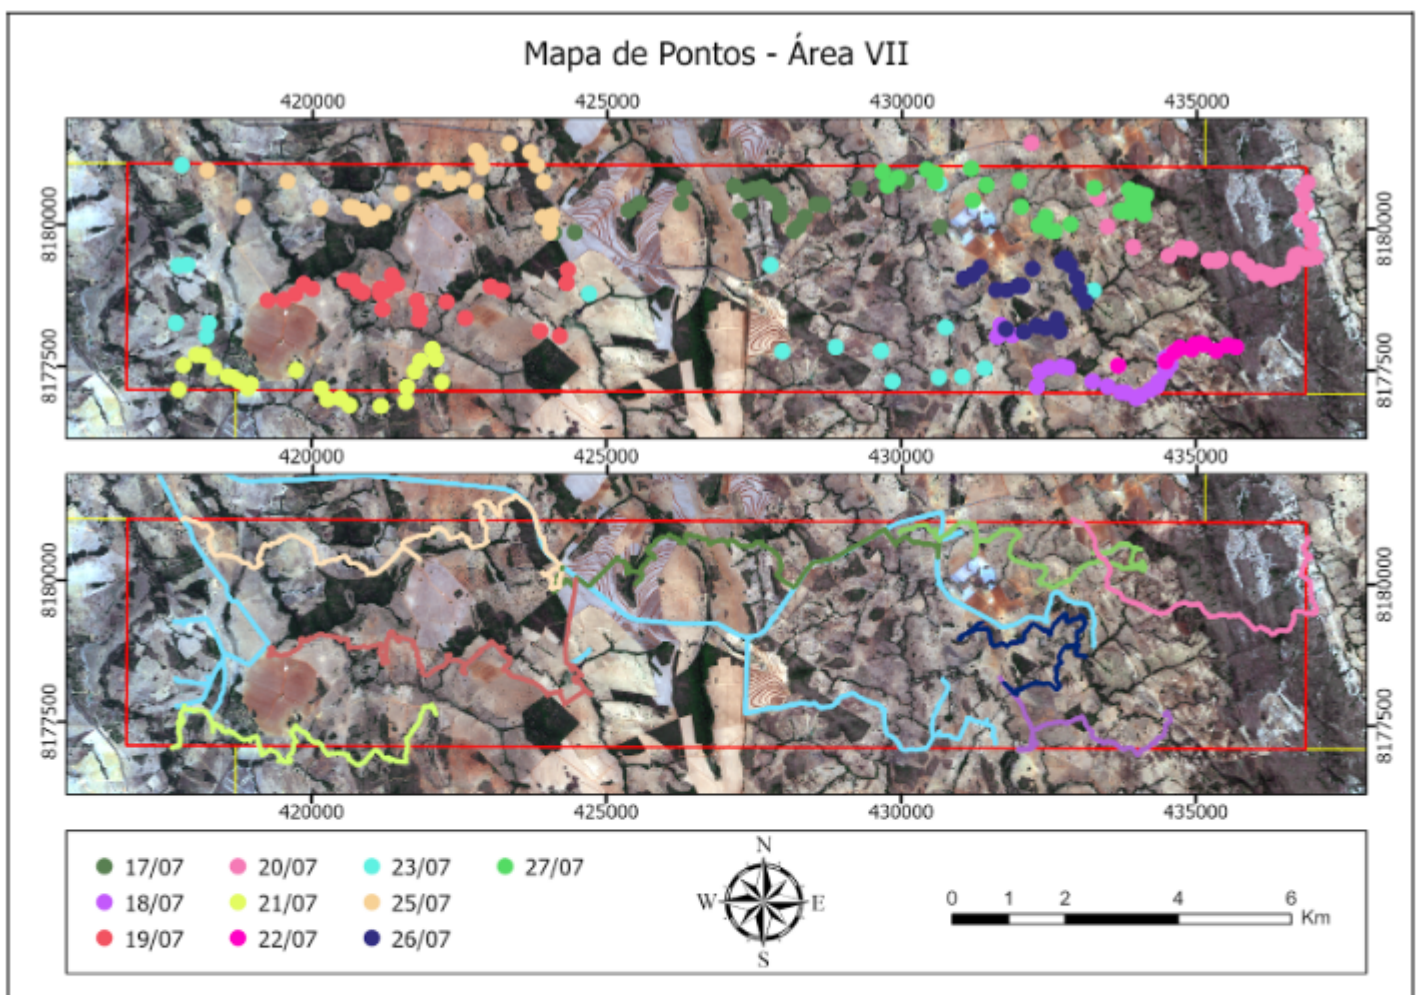 Mapa de Pontos - Área VII
420000 425000 430000 435000
8180000 8180000
8177500 8177500
420000 425000 430000 435000
8180000 8180000
8177500 8177500
420000 425000 430000 435000
17/07 20/07 23/07 27/07
18/07 21/07 25/07
19/07 22/07 26/07
N
W E
S
0 1 2 4 6
Km